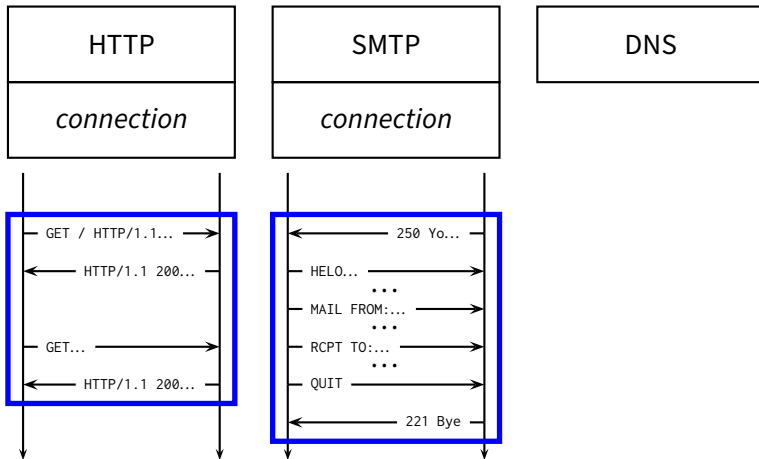 HTTP
SMTP
DNS
connection
connection
GET / HTTP/1.1...
HTTP/1.1 200...
GET...
HTTP/1.1 200...
250 Yo...
HELO...
...
MAIL FROM:...
...
RCPT TO:...
...
QUIT
221 Bye